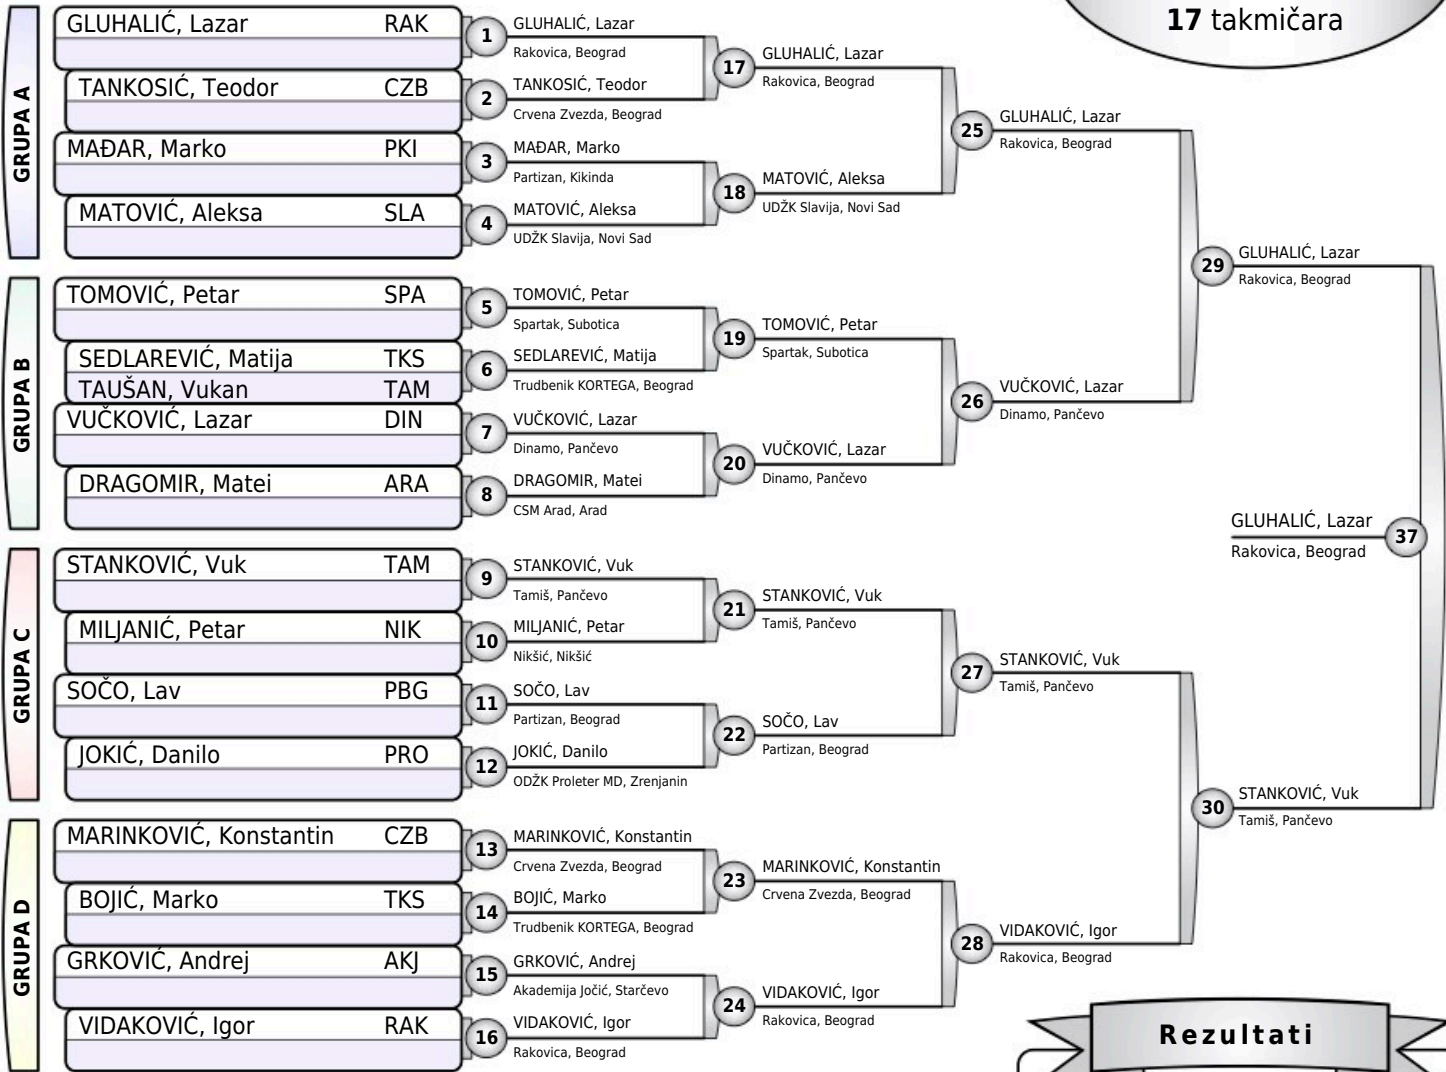 17 takmičara
GRUPA A
GLUHALIĆ, Lazar RAK
TANKOSIĆ, Teodor CZB
MAĐAR, Marko PKI
MATOVIĆ, Aleksa SLA
GRUPA B
TOMOVIĆ, Petar SPA
SEDLAREVIĆ, Matija TKS
TAUŠAN, Vukan TAM
VUČKOVIĆ, Lazar DIN
DRAGOMIR, Matei ARA
GRUPA C
STANKOVIĆ, Vuk TAM
MILJANIĆ, Petar NIK
SOČO, Lav PBG
JOKIĆ, Danilo PRO
GRUPA D
MARINKOVIĆ, Konstantin CZB
BOJIĆ, Marko TKS
GRKOVIĆ, Andrej AKJ
VIDAKOVIĆ, Igor RAK
1 GLUHALIĆ, Lazar
Rakovica, Beograd
2 TANKOSIĆ, Teodor
Crvena Zvezda, Beograd
3 MAĐAR, Marko
Partizan, Kikinda
4 MATOVIĆ, Aleksa
UDŽK Slavija, Novi Sad
5 TOMOVIĆ, Petar
Spartak, Subotica
6 SEDLAREVIĆ, Matija
Trudbenik KORTEGA, Beograd
7 VUČKOVIĆ, Lazar
Dinamo, Pančevo
8 DRAGOMIR, Matei
CSM Arad, Arad
9 STANKOVIĆ, Vuk
Tamiš, Pančevo
10 MILJANIĆ, Petar
Nikšić, Nikšić
11 SOČO, Lav
Partizan, Beograd
12 JOKIĆ, Danilo
ODŽK Proleter MD, Zrenjanin
13 MARINKOVIĆ, Konstantin
Crvena Zvezda, Beograd
14 BOJIĆ, Marko
Trudbenik KORTEGA, Beograd
15 GRKOVIĆ, Andrej
Akademija Jočić, Starčevo
16 VIDAKOVIĆ, Igor
Rakovica, Beograd
17 GLUHALIĆ, Lazar
Rakovica, Beograd
18 MATOVIĆ, Aleksa
UDŽK Slavija, Novi Sad
19 TOMOVIĆ, Petar
Spartak, Subotica
20 VUČKOVIĆ, Lazar
Dinamo, Pančevo
21 STANKOVIĆ, Vuk
Tamiš, Pančevo
22 SOČO, Lav
Partizan, Beograd
23 MARINKOVIĆ, Konstantin
Crvena Zvezda, Beograd
24 VIDAKOVIĆ, Igor
Rakovica, Beograd
25 GLUHALIĆ, Lazar
Rakovica, Beograd
26 VUČKOVIĆ, Lazar
Dinamo, Pančevo
27 STANKOVIĆ, Vuk
Tamiš, Pančevo
28 VIDAKOVIĆ, Igor
Rakovica, Beograd
29 GLUHALIĆ, Lazar
Rakovica, Beograd
30 STANKOVIĆ, Vuk
Tamiš, Pančevo
GLUHALIĆ, Lazar 37
Rakovica, Beograd
Rezultati